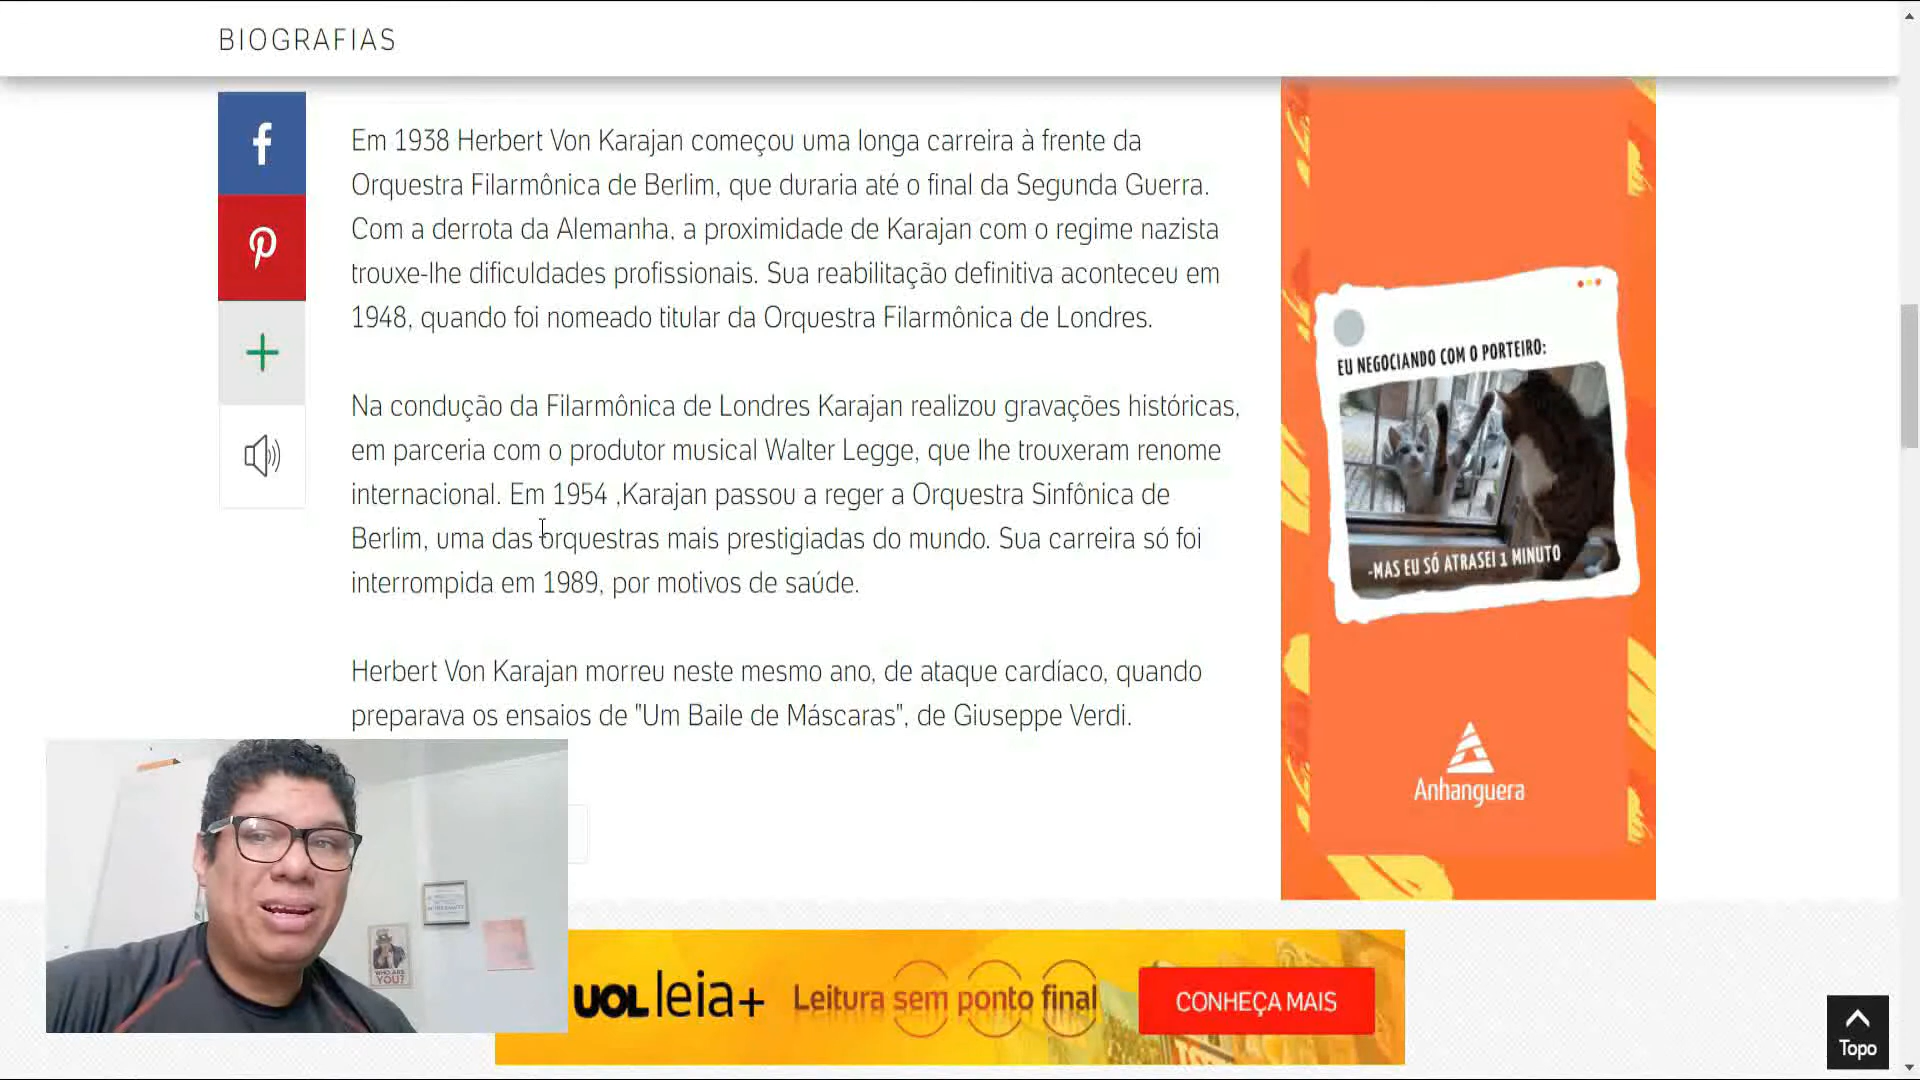 BIOGRAFIAS
Em 1938 Herbert Von Karajan começou uma longa carreira à frente da
Orquestra Filarmônica de Berlim, que duraria até o final da Segunda Guerra.
Com a derrota da Alemanha, a proximidade de Karajan com o regime nazista
trouxe-lhe dificuldades profissionais. Sua reabilitação definitiva aconteceu em
1948, quando foi nomeado titular da Orquestra Filarmônica de Londres.
Na condução da Filarmônica de Londres Karajan realizou gravações históricas,
em parceria com o produtor musical Walter Legge, que lhe trouxeram renome
internacional. Em 1954 ,Karajan passou a reger a Orquestra Sinfônica de
Berlim, uma das orquestras mais prestigiadas do mundo. Sua carreira só foi
interrompida em 1989, por motivos de saúde.
Herbert Von Karajan morreu neste mesmo ano, de ataque cardíaco, quando
preparava os ensaios de "Um Baile de Máscaras", de Giuseppe Verdi.
EU NEGOCIANDO COM O PORTEIRO:
-MAS EU SÓ ATRASEI 1 MINUTO
Anhanguera
WHO ARE
YOU?
UOL leia+
Leitura sem ponto final
CONHEÇA MAIS
Topo